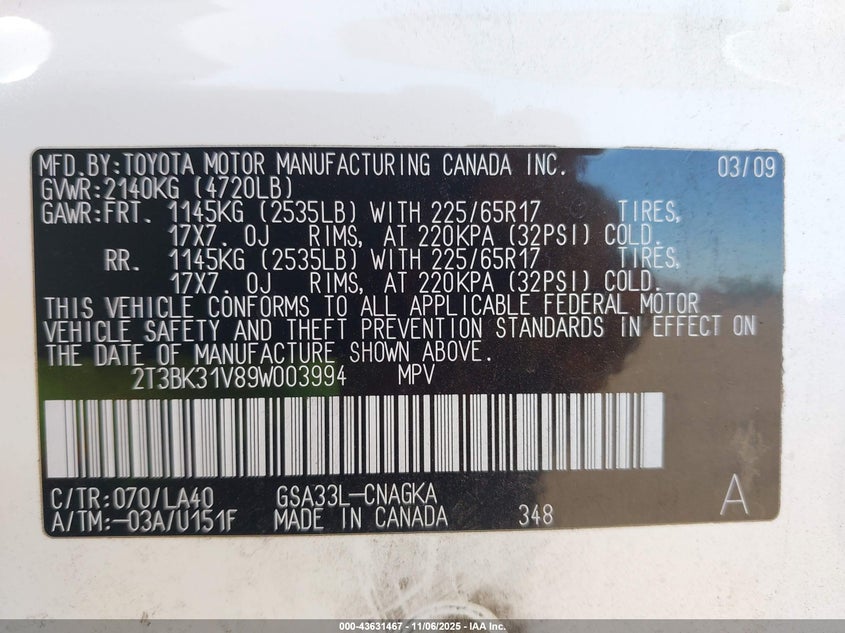 MFD.BY:TOYOTA MOTOR MANUFACTURING CANADA INC. 03/09
GVWR:2140KG (4720LB)
GAWR:FRT. 1145KG (2535LB) WITH 225/65R17 TIRES,
17X7. 0J RIMS, AT 220KPA (32PSI) COLD.
RR. 1145KG (2535LB) WITH 225/65R17 TIRES,
17X7. 0J RIMS, AT 220KPA (32PSI) COLD.
THIS VEHICLE CONFORMS TO ALL APPLICABLE FEDERAL MOTOR
VEHICLE SAFETY AND THEFT PREVENTION STANDARDS IN EFFECT ON
THE DATE OF MANUFACTURE SHOWN ABOVE.
2T3BK31V89W003994 MPV
C/TR:070/LA40 GSA33L-CNAGKA A
A/TM:-03A/U151F MADE IN CANADA 348
000-43631467 - 11/06/2025 - IAA Inc.